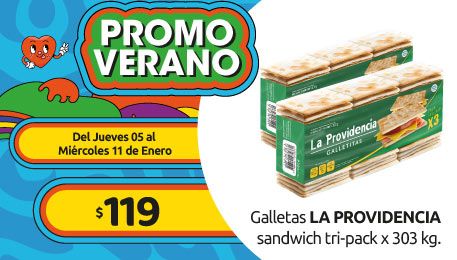 PROMO
VERANO
Del Jueves 05 al
Miércoles 11 de Enero
$119
La Providencia
GALLETITAS
X3
Galletas LA PROVIDENCIA
sandwich tri-pack x 303 kg.